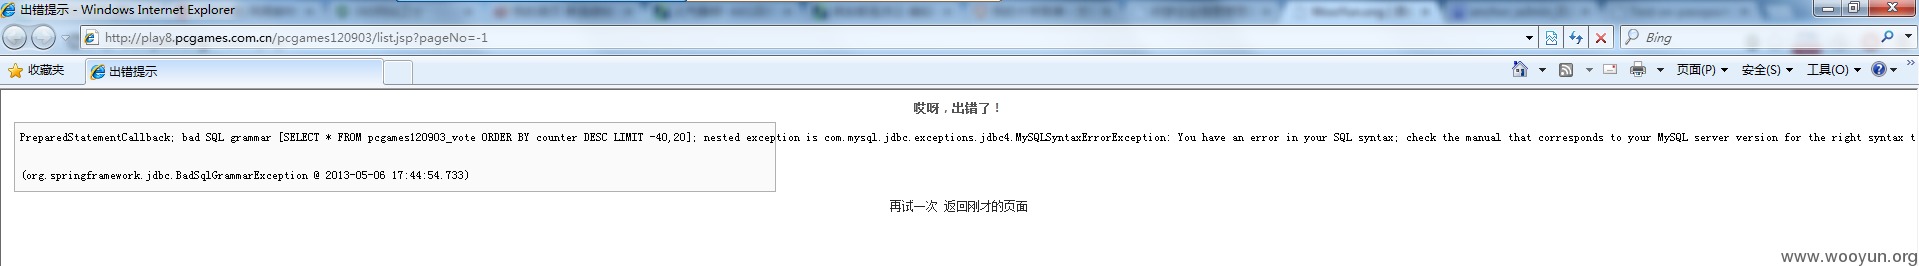 出错提示 - Windows Internet Explorer
http://play8.pcgames.com.cn/pcgames120903/list.jsp?pageNo=-1
Bing
收藏夹
出错提示
页面(P)
安全(S)
工具(O)
哎呀，出错了！
PreparedStatementCallback; bad SQL grammar [SELECT * FROM pcgames120903_vote ORDER BY counter DESC LIMIT -40,20]; nested exception is com.mysql.jdbc.exceptions.jdbc4.MySQLSyntaxErrorException: You have an error in your SQL syntax; check the manual that corresponds to your MySQL server version for the right syntax t
(org.springframework.jdbc.BadSqlGrammarException @ 2013-05-06 17:44:54.733)
再试一次 返回刚才的页面
www.wooyun.org